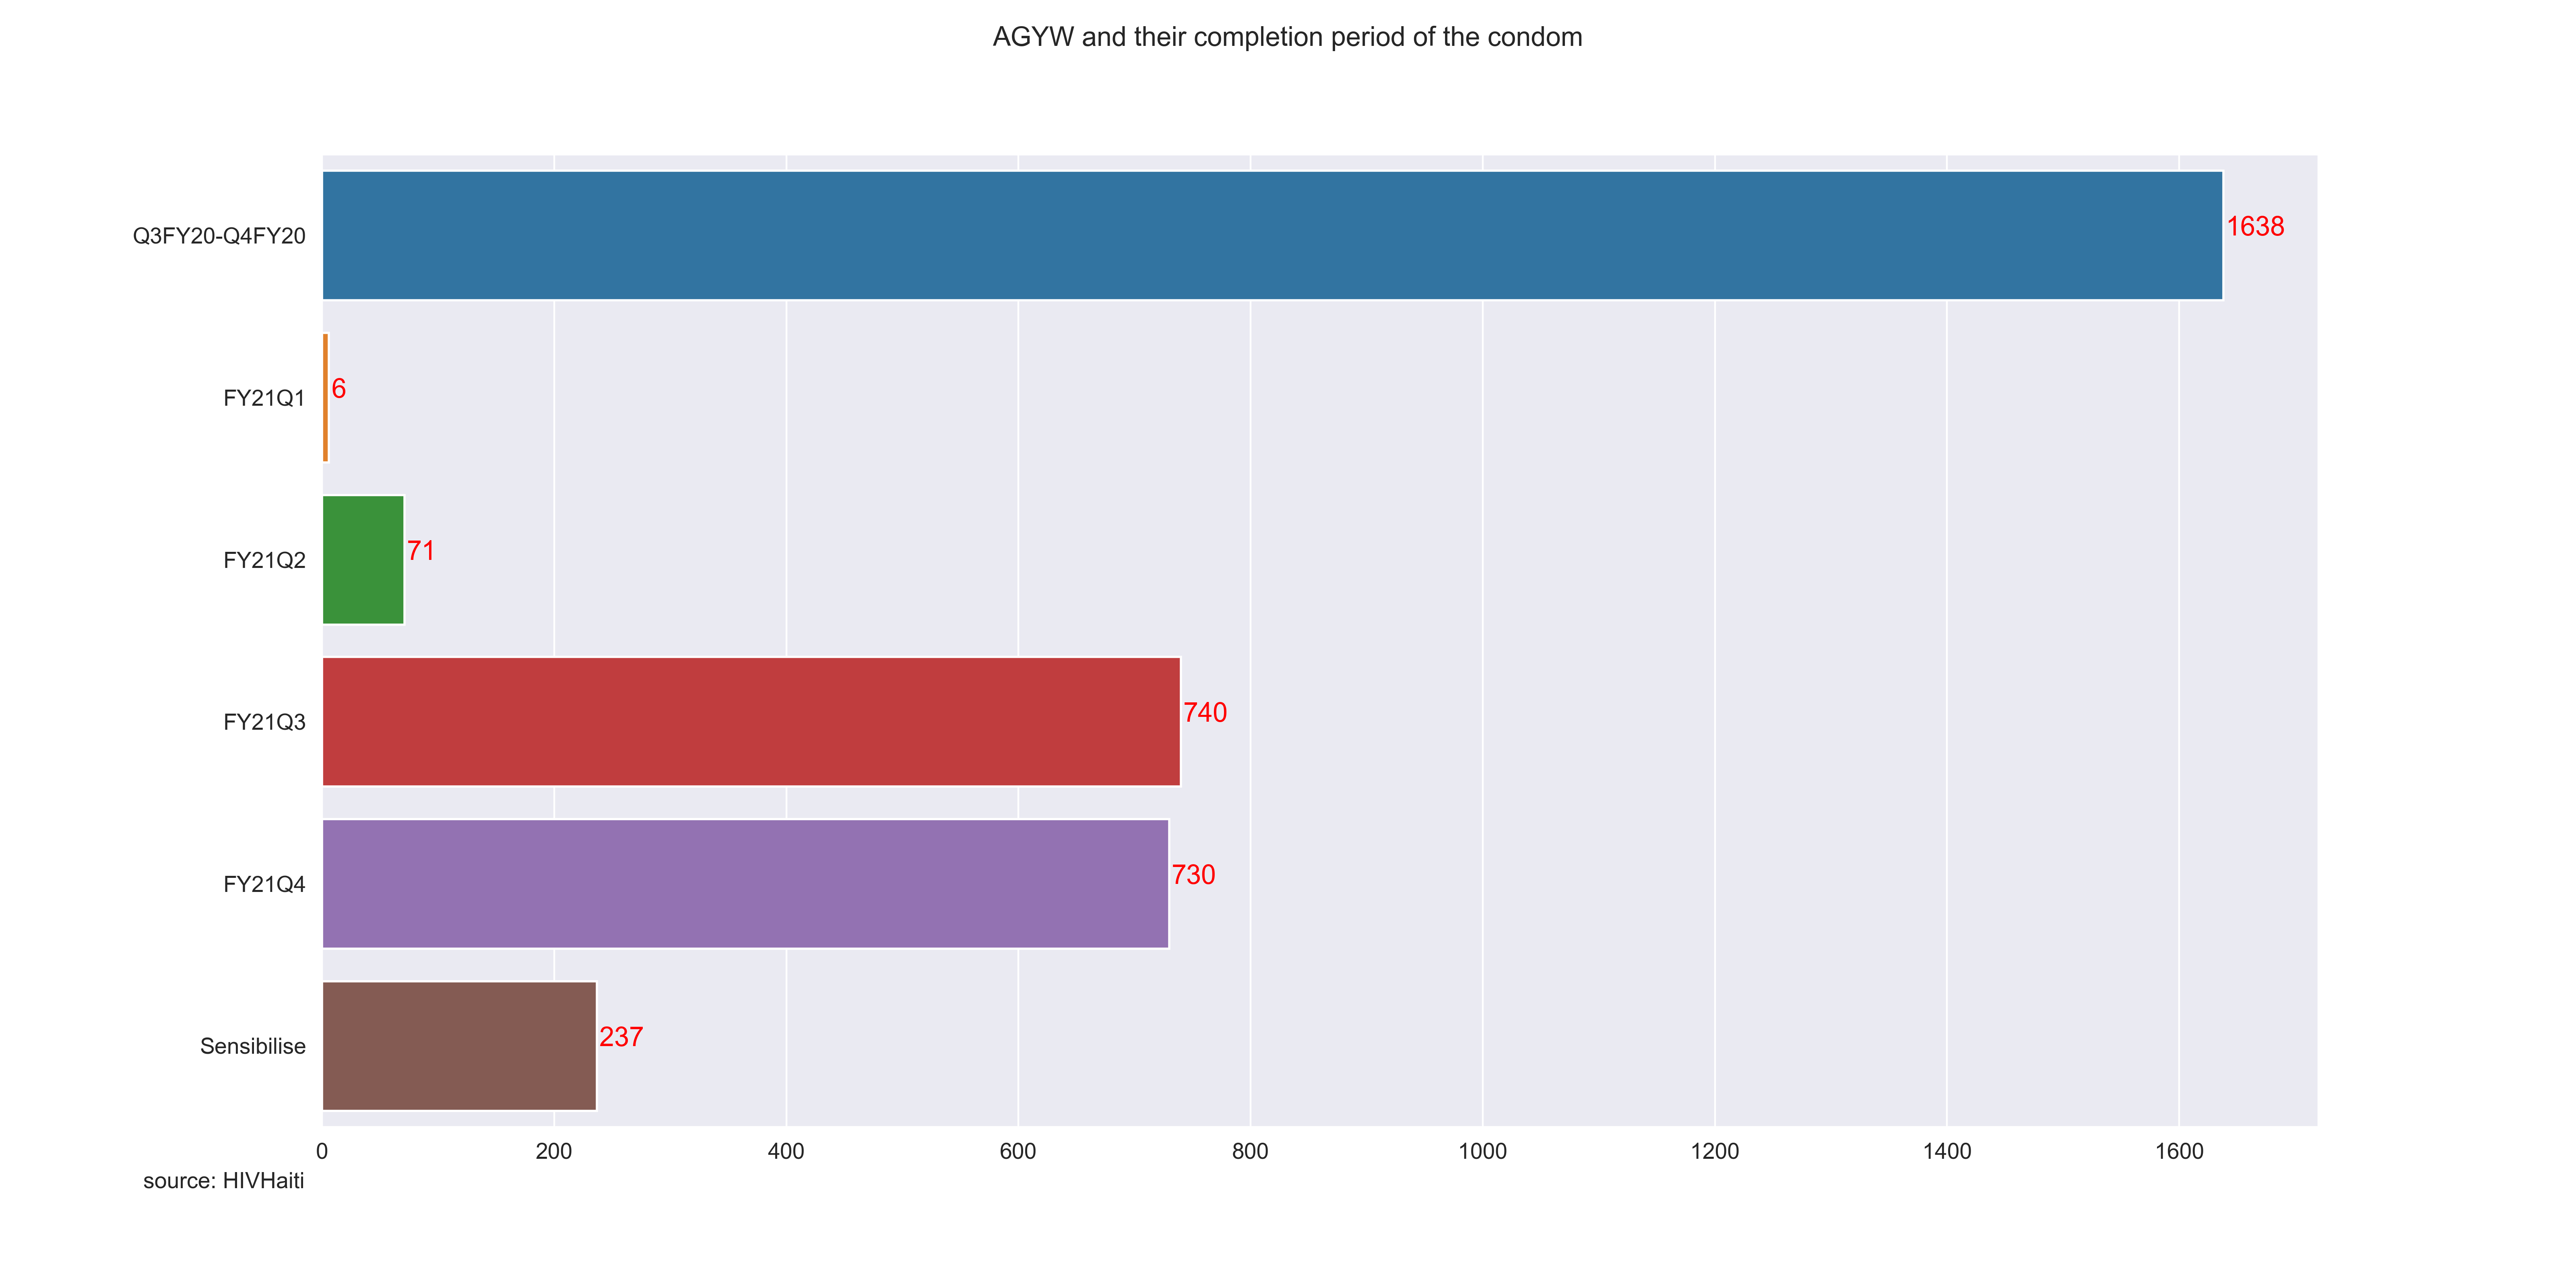 AGYW and their completion period of the condom
Q3FY20-Q4FY20
1638
FY21Q1
6
FY21Q2
71
FY21Q3
740
FY21Q4
730
Sensibilise
237
0 200 400 600 800 1000 1200 1400 1600
source: HIVHaiti